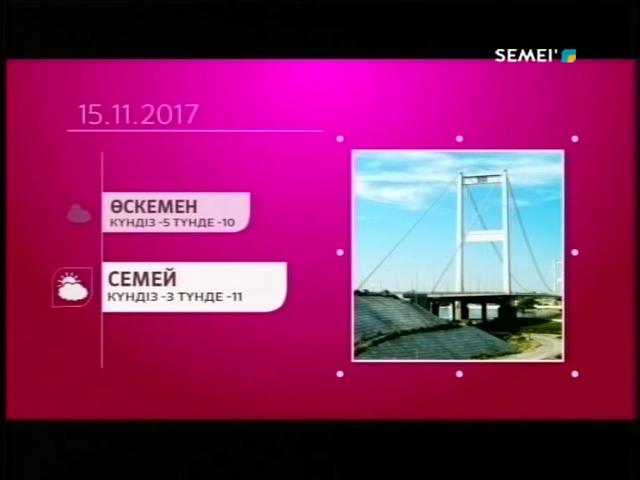 SEMEI'
15.11.2017
ӨСКЕМЕН
КҮНДІЗ -5 ТҮНДЕ -10
СЕМЕЙ
КҮНДІЗ -3 ТҮНДЕ -11